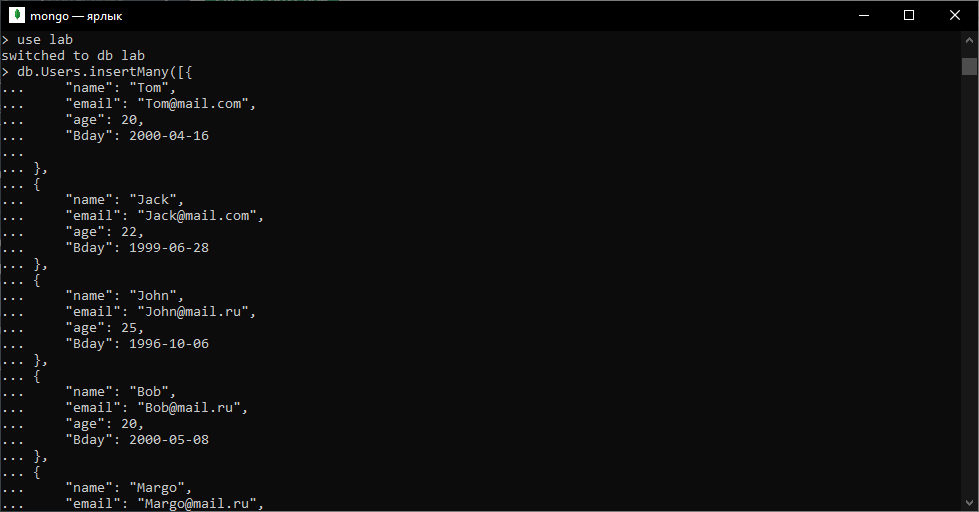 mongo — ярлык
> use lab
switched to db lab
> db.Users.insertMany([{
...     "name": "Tom",
...     "email": "Tom@mail.com",
...     "age": 20,
...     "Bday": 2000-04-16
...
... },
... {
...     "name": "Jack",
...     "email": "Jack@mail.com",
...     "age": 22,
...     "Bday": 1999-06-28
... },
... {
...     "name": "John",
...     "email": "John@mail.ru",
...     "age": 25,
...     "Bday": 1996-10-06
... },
... {
...     "name": "Bob",
...     "email": "Bob@mail.ru",
...     "age": 20,
...     "Bday": 2000-05-08
... },
... {
...     "name": "Margo",
...     "email": "Margo@mail.ru",